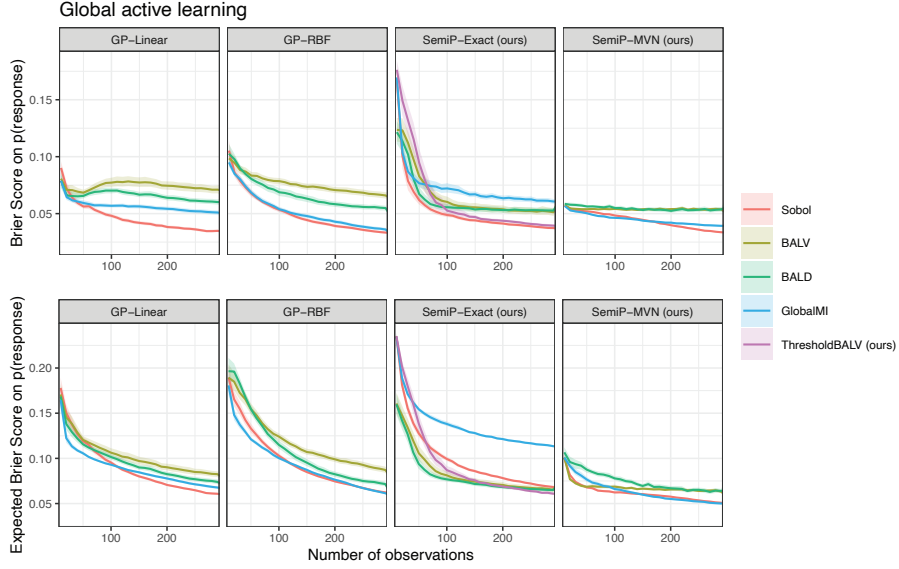 Global active learning
GP−Linear
GP−RBF
SemiP−Exact (ours)
SemiP−MVN (ours)
Brier Score on p(response)
0.15
0.10
0.05
100 200 100 200 100 200 100 200
GP−Linear
GP−RBF
SemiP−Exact (ours)
SemiP−MVN (ours)
Expected Brier Score on p(response)
0.20
0.15
0.10
0.05
100 200 100 200 100 200 100 200
Number of observations
Sobol
BALV
BALD
GlobalMI
ThresholdBALV (ours)